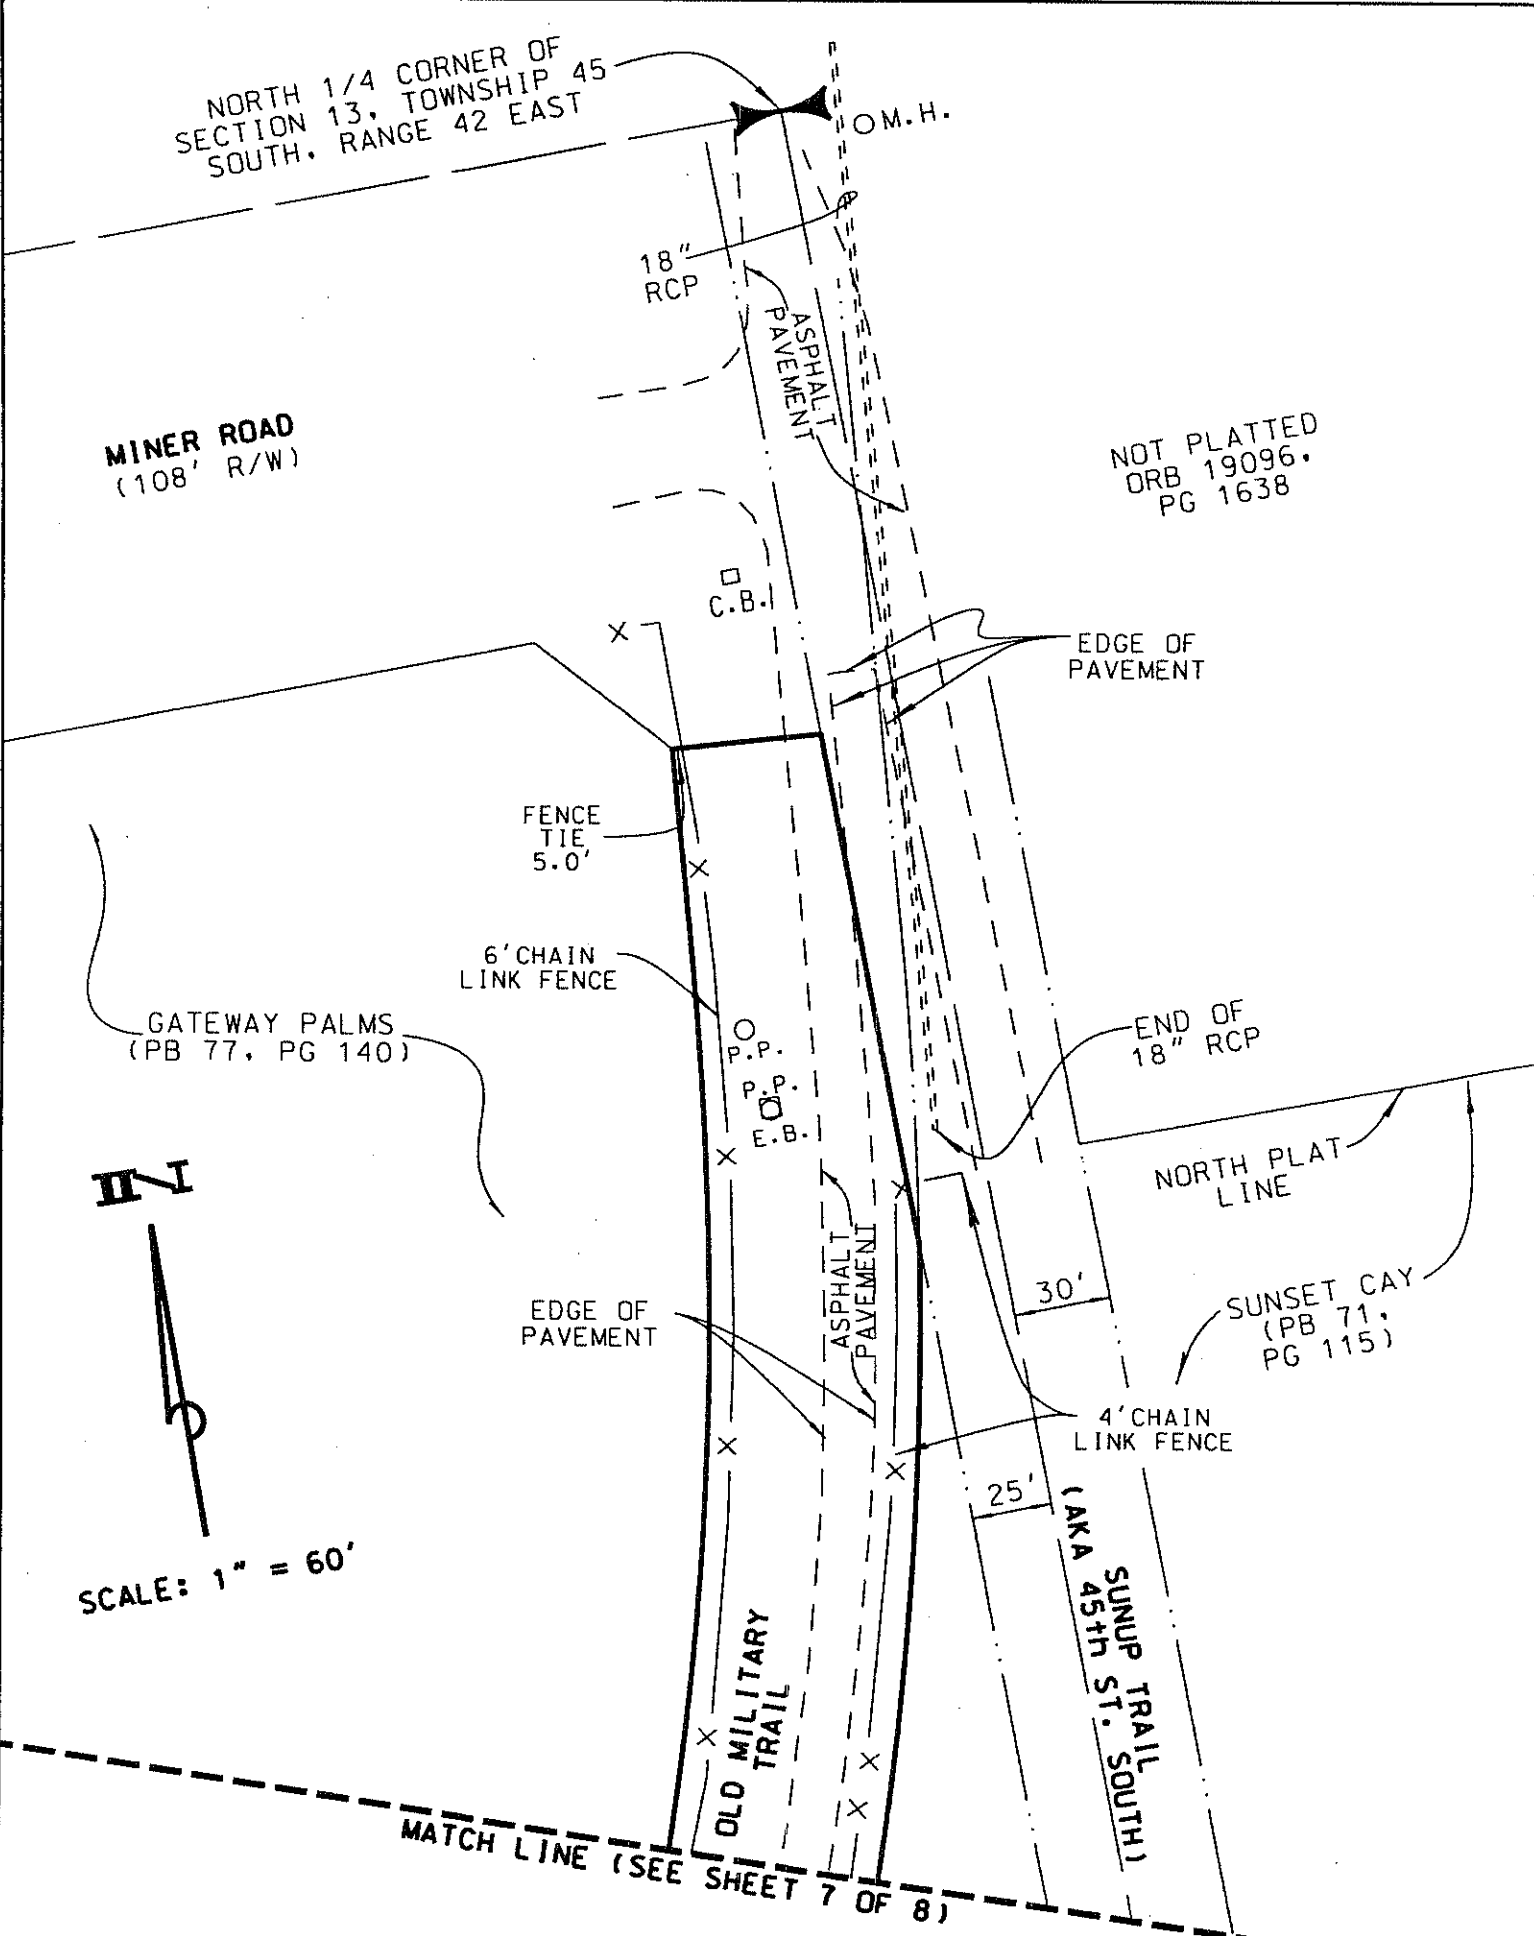 NORTH 1/4 CORNER OF
SECTION 13, TOWNSHIP 45
SOUTH, RANGE 42 EAST
M.H.
18"
RCP
ASPHALT
PAVEMENT
MINER ROAD
(108' R/W)
NOT PLATTED
ORB 19096,
PG 1638
C.B.
EDGE OF
PAVEMENT
FENCE
TIE
5.0'
6' CHAIN
LINK FENCE
GATEWAY PALMS
(PB 77, PG 140)
P.P.
P.P.
E.B.
END OF
18" RCP
NORTH PLAT
LINE
N
ASPHALT
PAVEMENT
EDGE OF
PAVEMENT
30'
SUNSET CAY
(PB 71,
PG 115)
4' CHAIN
LINK FENCE
25'
SCALE: 1" = 60'
OLD MILITARY
TRAIL
SUNUP TRAIL
(AKA 45th ST. SOUTH)
MATCH LINE (SEE SHEET 7 OF 8)